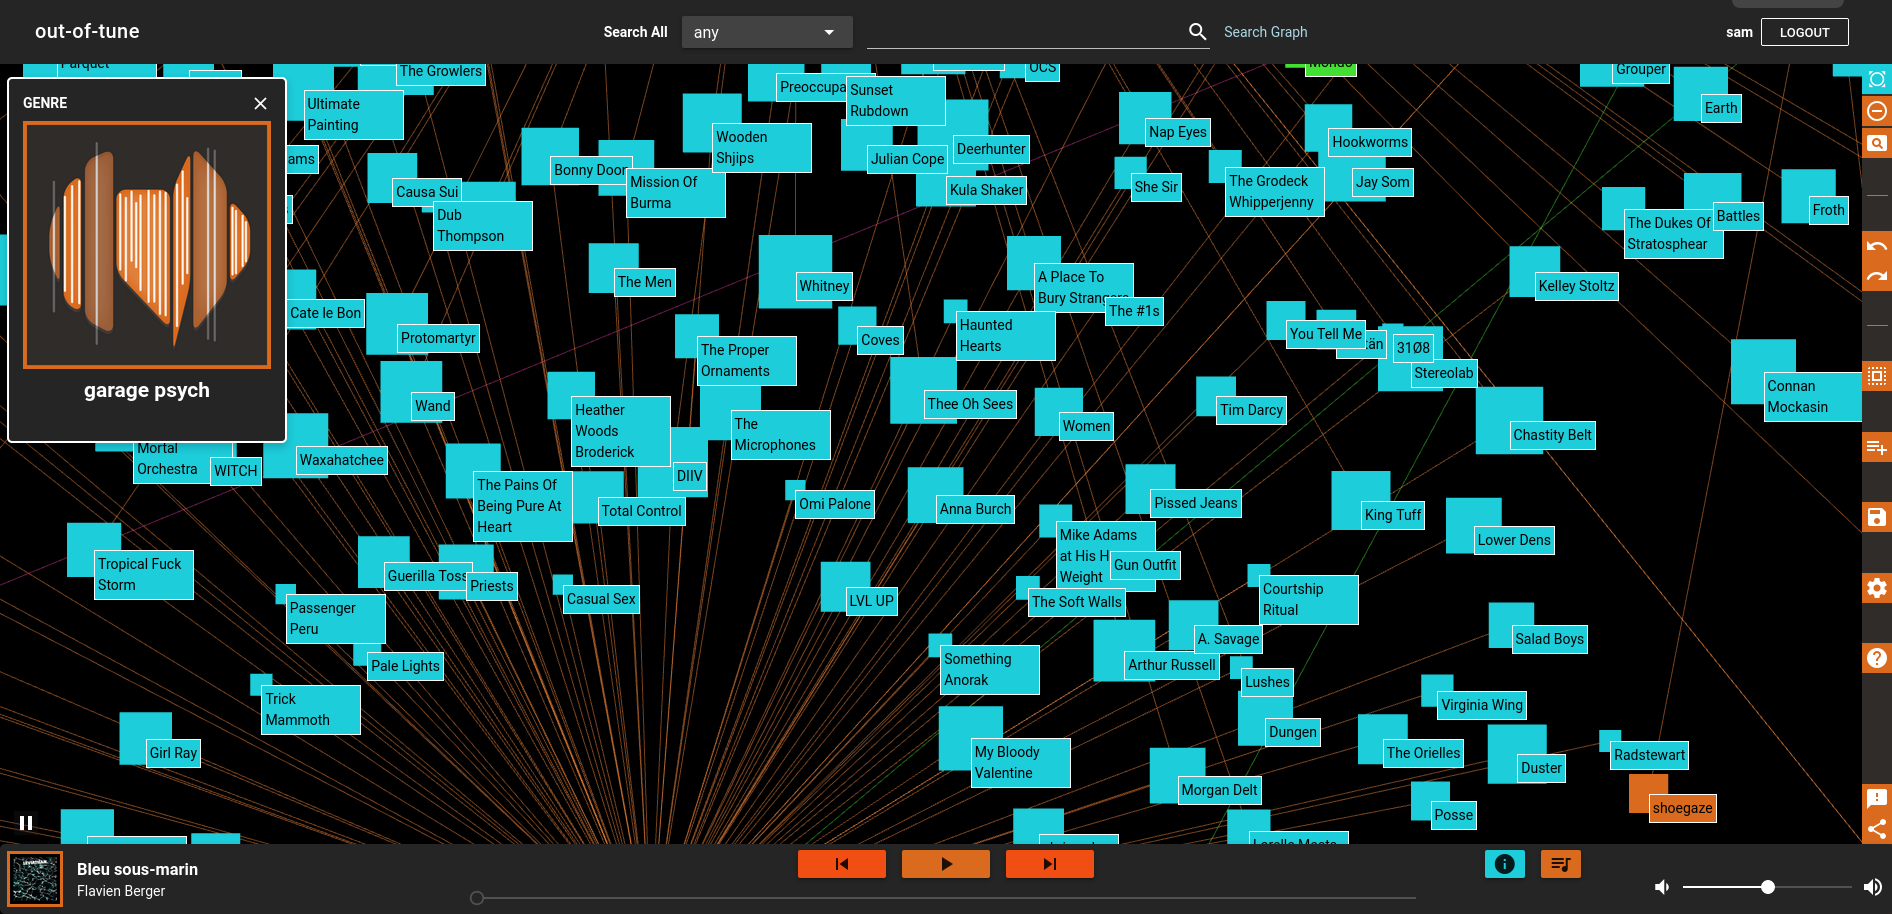 out-of-tune
Search All
any
Search Graph
sam
LOGOUT
GENRE
garage psych
The Growlers
Preoccupa
Sunset
Rubdown
UCS
Grouper
Earth
Ultimate
Painting
Wooden
Shjips
Nap Eyes
Hookworms
Deerhunter
Julian Cope
Bonny Door
Mission Of
Burma
Causa Sui
Kula Shaker
She Sir
The Grodeck
Whipperjenny
Jay Som
Dub
Thompson
The Dukes Of
Stratosphear
Battles
Froth
The Men
Whitney
A Place To
Bury Strangers
The #1s
Kelley Stoltz
Cate le Bon
Protomartyr
The Proper
Ornaments
Coves
Haunted
Hearts
You Tell Me
31Ø8
Stereolab
Connan
Mockasin
Wand
Heather
Woods
Broderick
The
Microphones
Thee Oh Sees
Women
Tim Darcy
Chastity Belt
Mortal
Orchestra
WITCH
Waxahatchee
The Pains Of
Being Pure At
Heart
DIIV
Total Control
Omi Palone
Anna Burch
Pissed Jeans
King Tuff
Lower Dens
Mike Adams
at His H
Weight
Gun Outfit
Tropical Fuck
Storm
Guerilla Toss
Priests
Casual Sex
LVL UP
The Soft Walls
Courtship
Ritual
Passenger
Peru
Pale Lights
Something
Anorak
A. Savage
Arthur Russell
Lushes
Salad Boys
Trick
Mammoth
Virginia Wing
Girl Ray
My Bloody
Valentine
Dungen
The Orielles
Duster
Radstewart
Morgan Delt
Posse
shoegaze
Bleu sous-marin
Flavien Berger